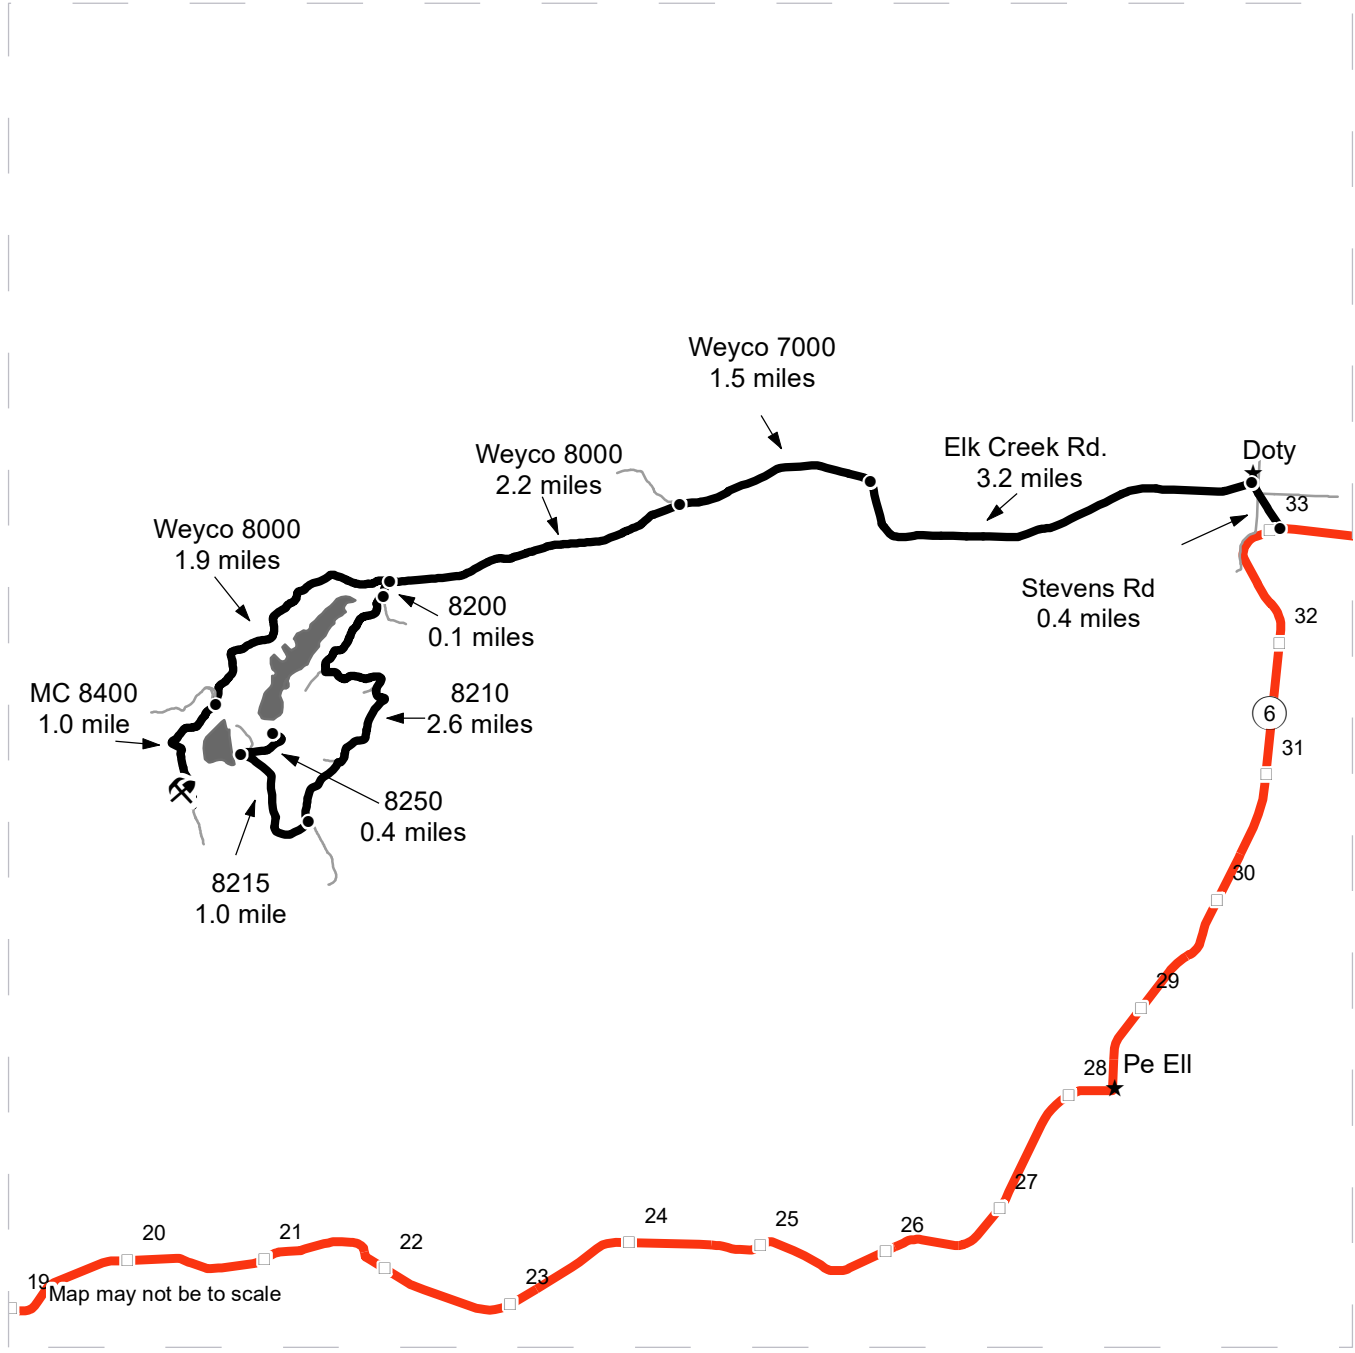 Weyco 7000
1.5 miles
Weyco 8000
2.2 miles
Elk Creek Rd.
3.2 miles
Doty
33
Weyco 8000
1.9 miles
Stevens Rd
0.4 miles
8200
0.1 miles
32
MC 8400
1.0 mile
8210
2.6 miles
6
31
8250
0.4 miles
8215
1.0 mile
30
29
28
Pe Ell
27
26
25
24
23
22
21
20
19
Map may not be to scale